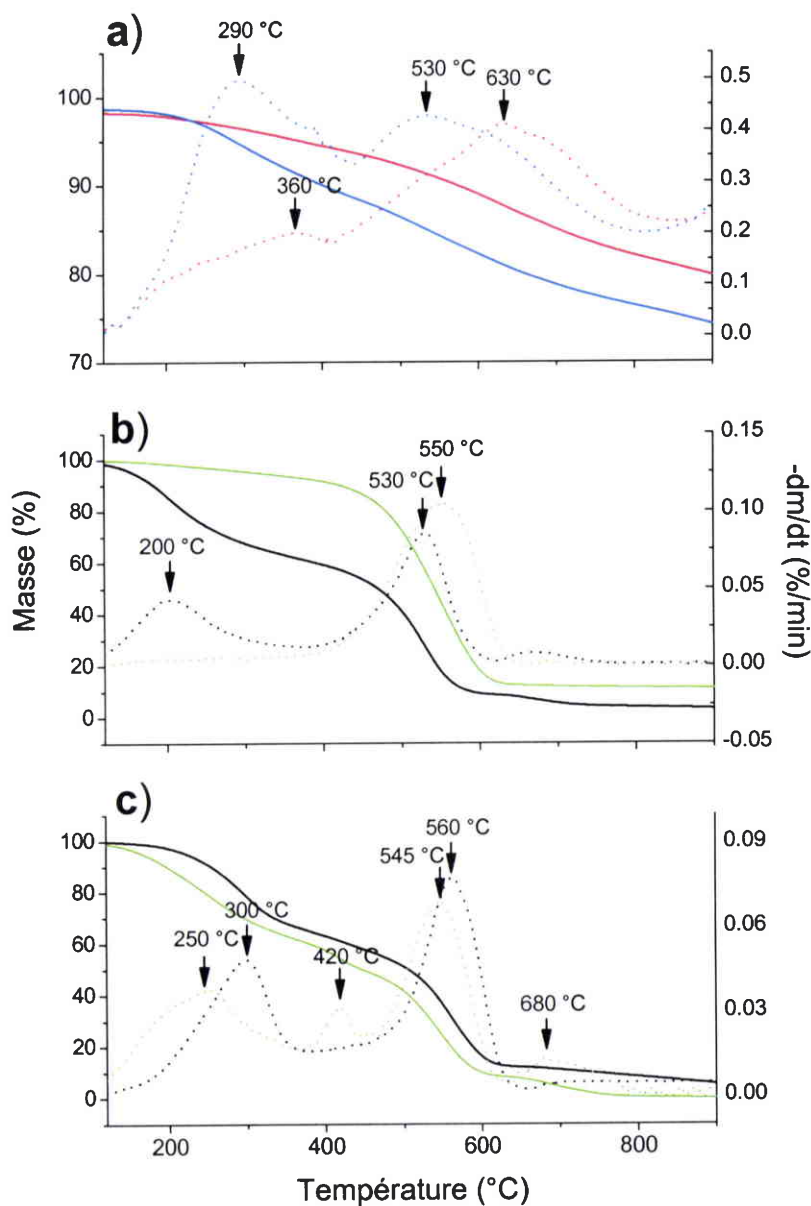 a)
290 °C
530 °C
630 °C
360 °C
100
90
80
70
0.5
0.4
0.3
0.2
0.1
0.0
b)
550 °C
530 °C
200 °C
100
80
60
40
20
0
0.15
0.10
0.05
0.00
-0.05
Masse (%)
-dm/dt (%/min)
c)
560 °C
545 °C
300 °C
250 °C
420 °C
680 °C
100
80
60
40
20
0
0.09
0.06
0.03
0.00
200
400
600
800
Température (°C)